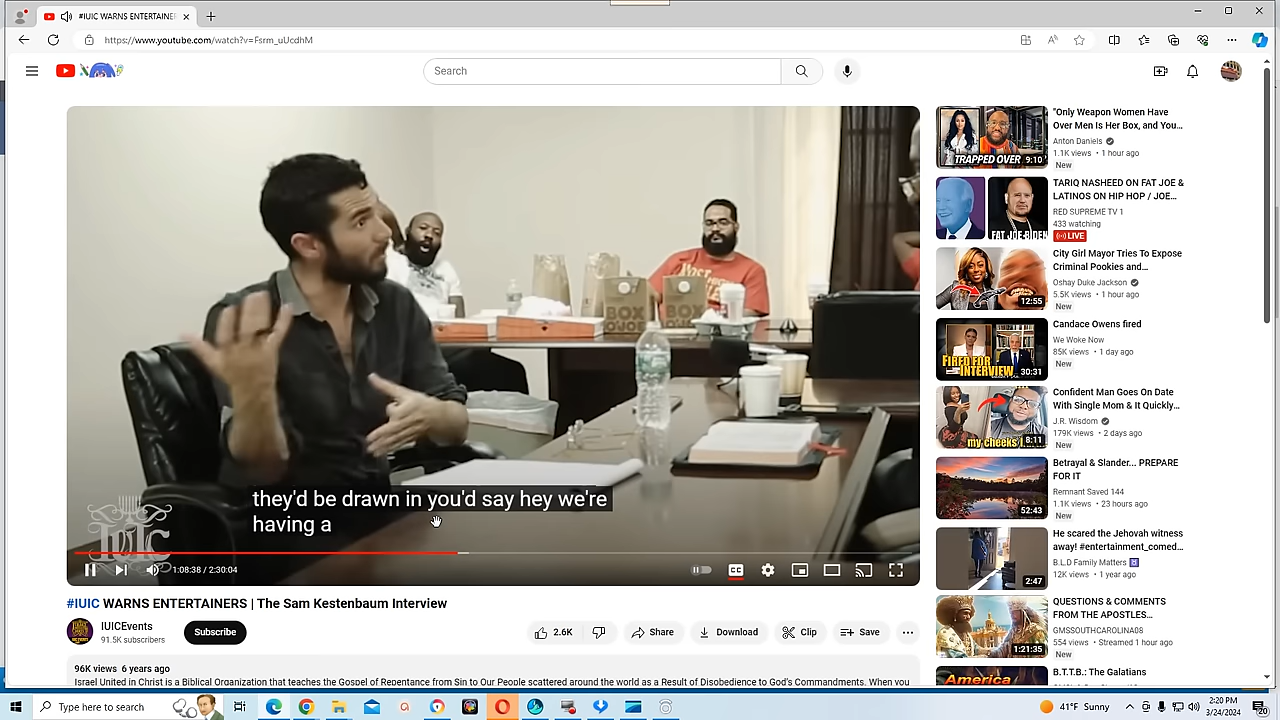 #IUIC WARNS ENTERTAINER
https://www.youtube.com/watch?v=Fsrm_uUcdhM
Search
they'd be drawn in you'd say hey we're
having a
IUIC
1:08:38 / 2:30:04
CC
#IUIC WARNS ENTERTAINERS | The Sam Kestenbaum Interview
IUICEvents
91.5K subscribers
Subscribe
2.6K
Share
Download
Clip
Save
96K views 6 years ago
Israel United in Christ is a Biblical Organization that teaches the Gospel of Repentance from Sin to Our People scattered around the world as a Result of Disobedience to God's Commandments. When you
TRAPPED OVER
9:10
"Only Weapon Women Have
Over Men Is Her Box, and You...
Anton Daniels
1.1K views • 1 hour ago
New
FAT JOE BIDEN
TARIQ NASHEED ON FAT JOE &
LATINOS ON HIP HOP / JOE...
RED SUPREME TV 1
433 watching
LIVE
12:55
City Girl Mayor Tries To Expose
Criminal Pookies and...
Oshay Duke Jackson
5.5K views • 1 hour ago
New
FIRED FOR
INTERVIEW
30:31
Candace Owens fired
We Woke Now
85K views • 1 day ago
New
my cheeks
8:11
Confident Man Goes On Date
With Single Mom & It Quickly...
J.R. Wisdom
179K views • 2 days ago
New
52:43
Betrayal & Slander... PREPARE
FOR IT
Remnant Saved 144
1.1K views • 23 hours ago
New
2:47
He scared the Jehovah witness
away! #entertainment_comed...
B.L.D Family Matters
12K views • 1 year ago
1:21:35
QUESTIONS & COMMENTS
FROM THE APOSTLES...
GMSSOUTHCAROLINA08
554 views • Streamed 1 hour ago
New
America
B.T.T.B.: The Galatians
Type here to search
41°F Sunny
2:20 PM
3/24/2024
20